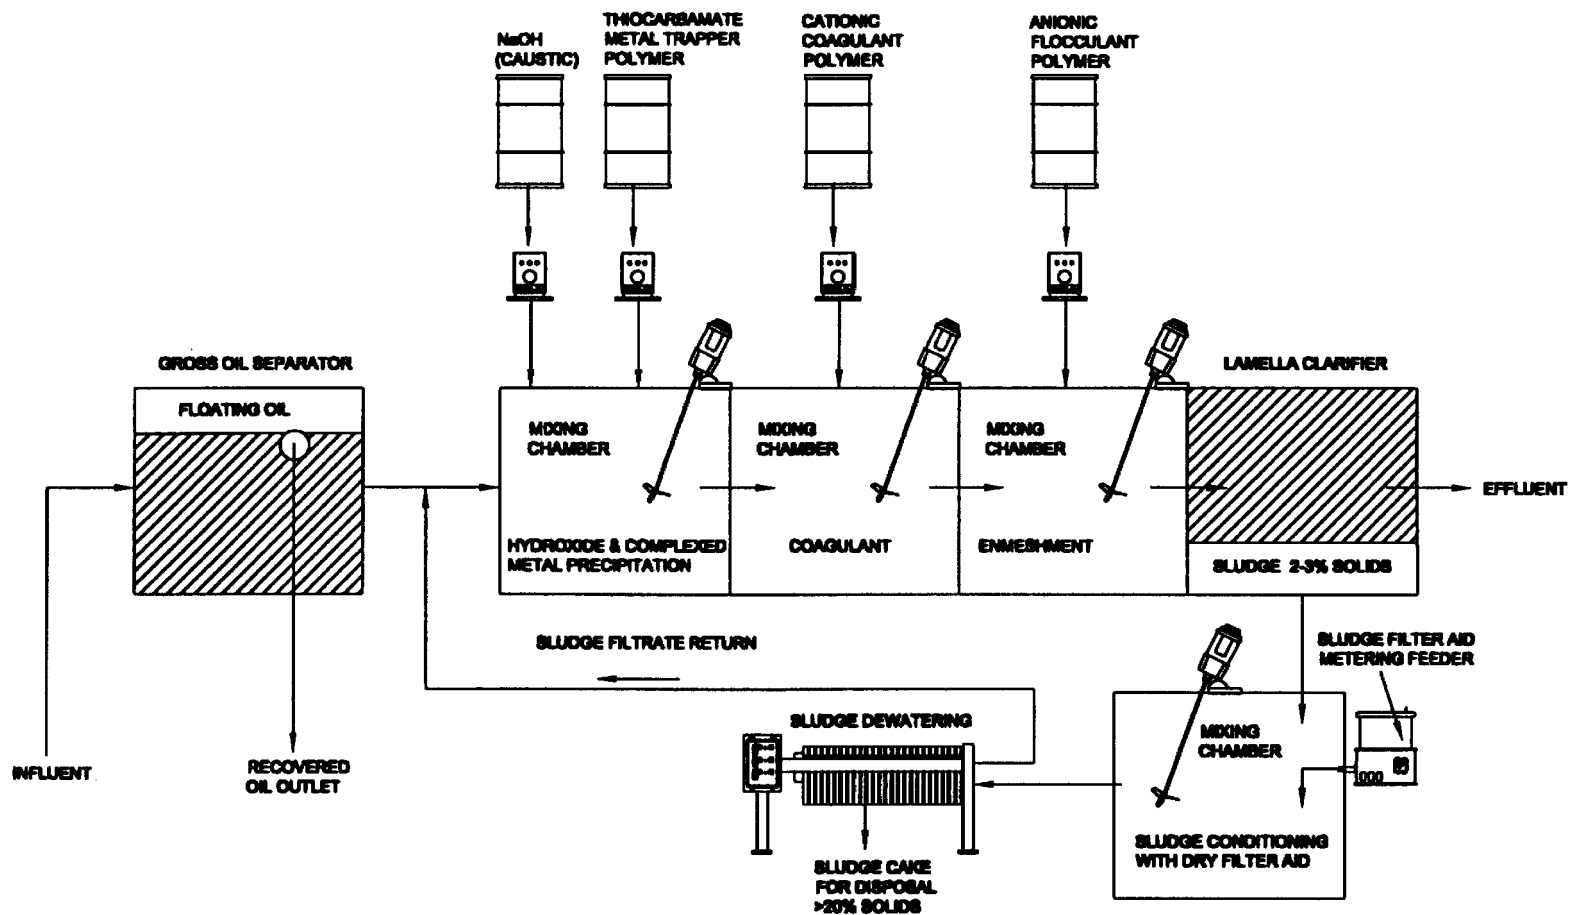 NaOH
(CAUSTIC)
THIOCARBAMATE
METAL TRAPPER
POLYMER
CATIONIC
COAGULANT
POLYMER
ANIONIC
FLOCCULANT
POLYMER
GROSS OIL SEPARATOR
FLOATING OIL
LAMELLA CLARIFIER
MIXING
CHAMBER
MIXING
CHAMBER
MIXING
CHAMBER
EFFLUENT
HYDROXIDE & COMPLEXED
METAL PRECIPITATION
COAGULANT
ENMESHMENT
SLUDGE 2-3% SOLIDS
SLUDGE FILTRATE RETURN
SLUDGE FILTER AID
METERING FEEDER
SLUDGE DEWATERING
MIXING
CHAMBER
INFLUENT
RECOVERED
OIL OUTLET
000
SLUDGE CONDITIONING
WITH DRY FILTER AID
SLUDGE CAKE
FOR DISPOSAL
>20% SOLIDS